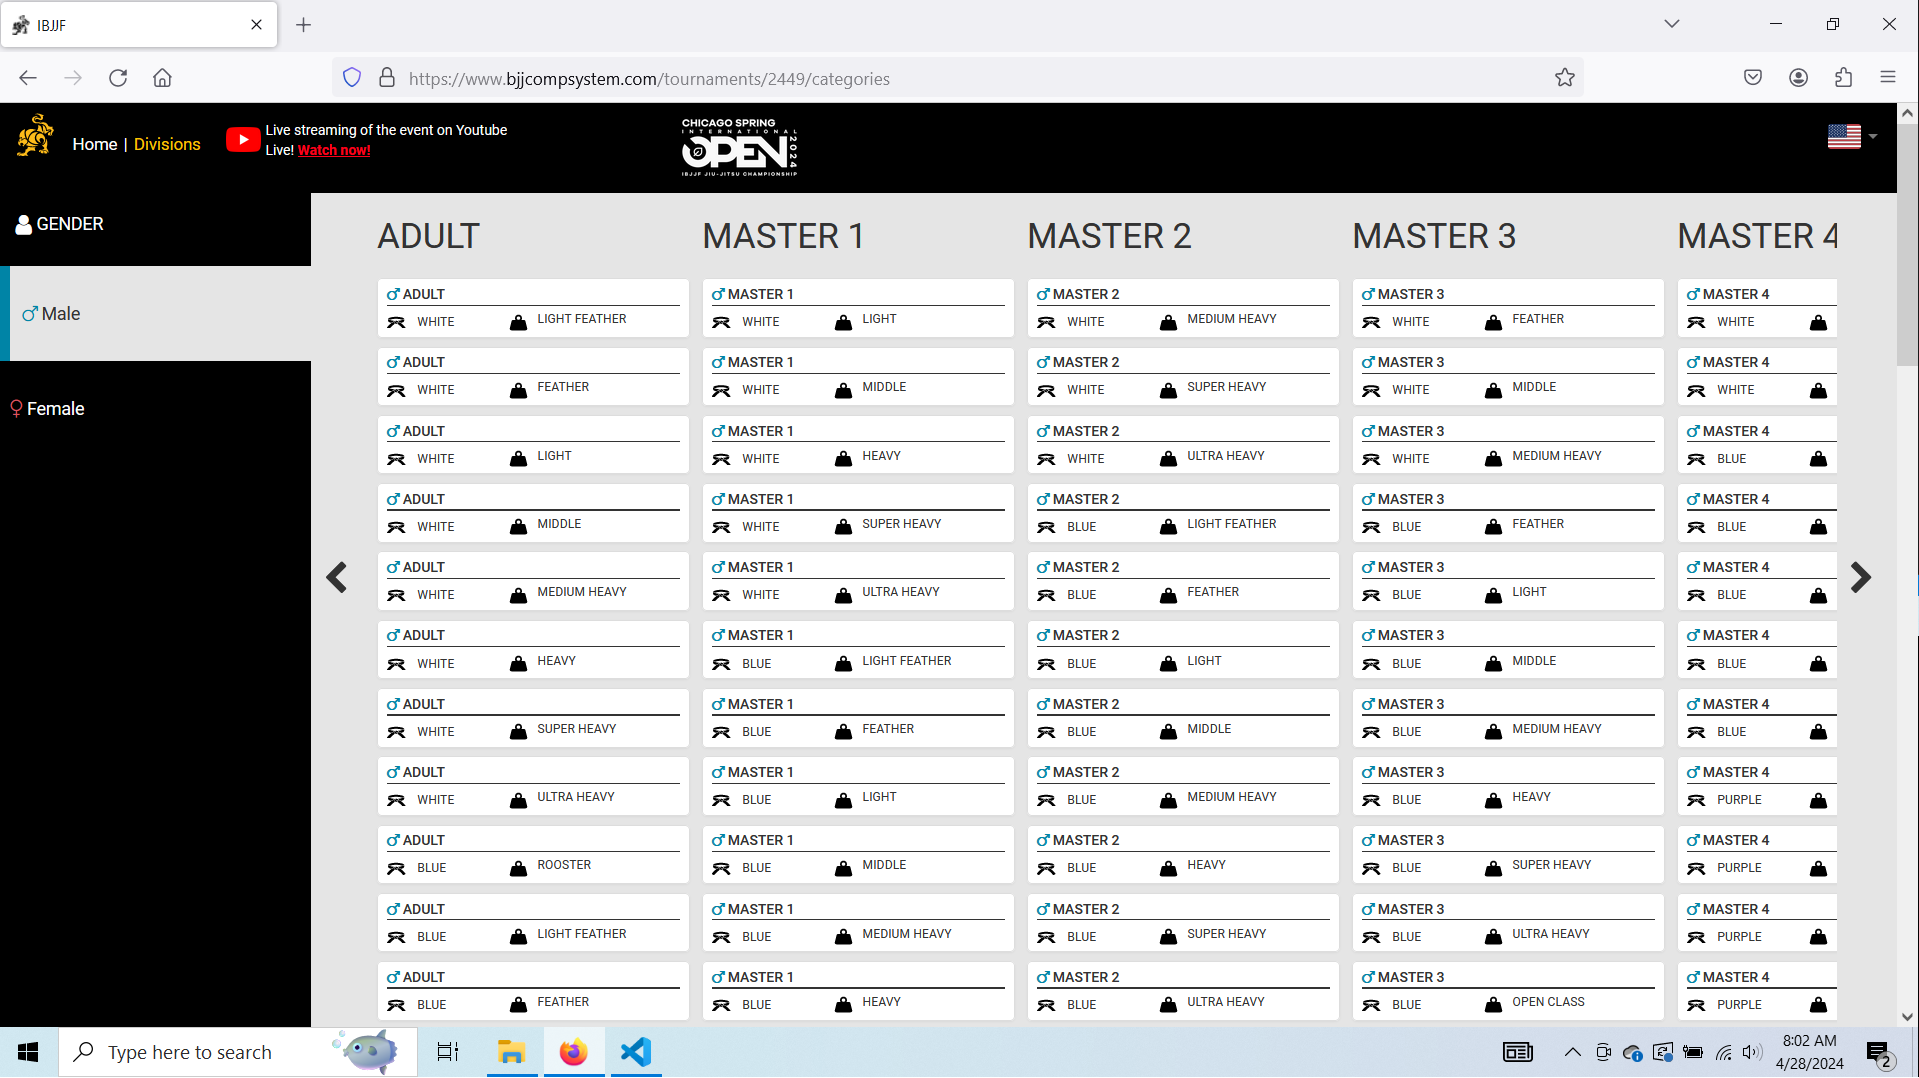 IBJJF
https://www.bjjcompsystem.com/tournaments/2449/categories
Home | Divisions
Live streaming of the event on Youtube
Live! Watch now!
CHICAGO SPRING
INTERNATIONAL
OPEN
2024
IBJJF JIU-JITSU CHAMPIONSHIP
GENDER
Male
Female
ADULT
MASTER 1
MASTER 2
MASTER 3
MASTER 4
ADULT
WHITE LIGHT FEATHER
MASTER 1
WHITE LIGHT
MASTER 2
WHITE MEDIUM HEAVY
MASTER 3
WHITE FEATHER
MASTER 4
WHITE
ADULT
WHITE FEATHER
MASTER 1
WHITE MIDDLE
MASTER 2
WHITE SUPER HEAVY
MASTER 3
WHITE MIDDLE
MASTER 4
WHITE
ADULT
WHITE LIGHT
MASTER 1
WHITE HEAVY
MASTER 2
WHITE ULTRA HEAVY
MASTER 3
WHITE MEDIUM HEAVY
MASTER 4
BLUE
ADULT
WHITE MIDDLE
MASTER 1
WHITE SUPER HEAVY
MASTER 2
BLUE LIGHT FEATHER
MASTER 3
BLUE FEATHER
MASTER 4
BLUE
ADULT
WHITE MEDIUM HEAVY
MASTER 1
WHITE ULTRA HEAVY
MASTER 2
BLUE FEATHER
MASTER 3
BLUE LIGHT
MASTER 4
BLUE
ADULT
WHITE HEAVY
MASTER 1
BLUE LIGHT FEATHER
MASTER 2
BLUE LIGHT
MASTER 3
BLUE MIDDLE
MASTER 4
BLUE
ADULT
WHITE SUPER HEAVY
MASTER 1
BLUE FEATHER
MASTER 2
BLUE MIDDLE
MASTER 3
BLUE MEDIUM HEAVY
MASTER 4
BLUE
ADULT
WHITE ULTRA HEAVY
MASTER 1
BLUE LIGHT
MASTER 2
BLUE MEDIUM HEAVY
MASTER 3
BLUE HEAVY
MASTER 4
PURPLE
ADULT
BLUE ROOSTER
MASTER 1
BLUE MIDDLE
MASTER 2
BLUE HEAVY
MASTER 3
BLUE SUPER HEAVY
MASTER 4
PURPLE
ADULT
BLUE LIGHT FEATHER
MASTER 1
BLUE MEDIUM HEAVY
MASTER 2
BLUE SUPER HEAVY
MASTER 3
BLUE ULTRA HEAVY
MASTER 4
PURPLE
ADULT
BLUE FEATHER
MASTER 1
BLUE HEAVY
MASTER 2
BLUE ULTRA HEAVY
MASTER 3
BLUE OPEN CLASS
MASTER 4
PURPLE
Type here to search
8:02 AM
4/28/2024
2